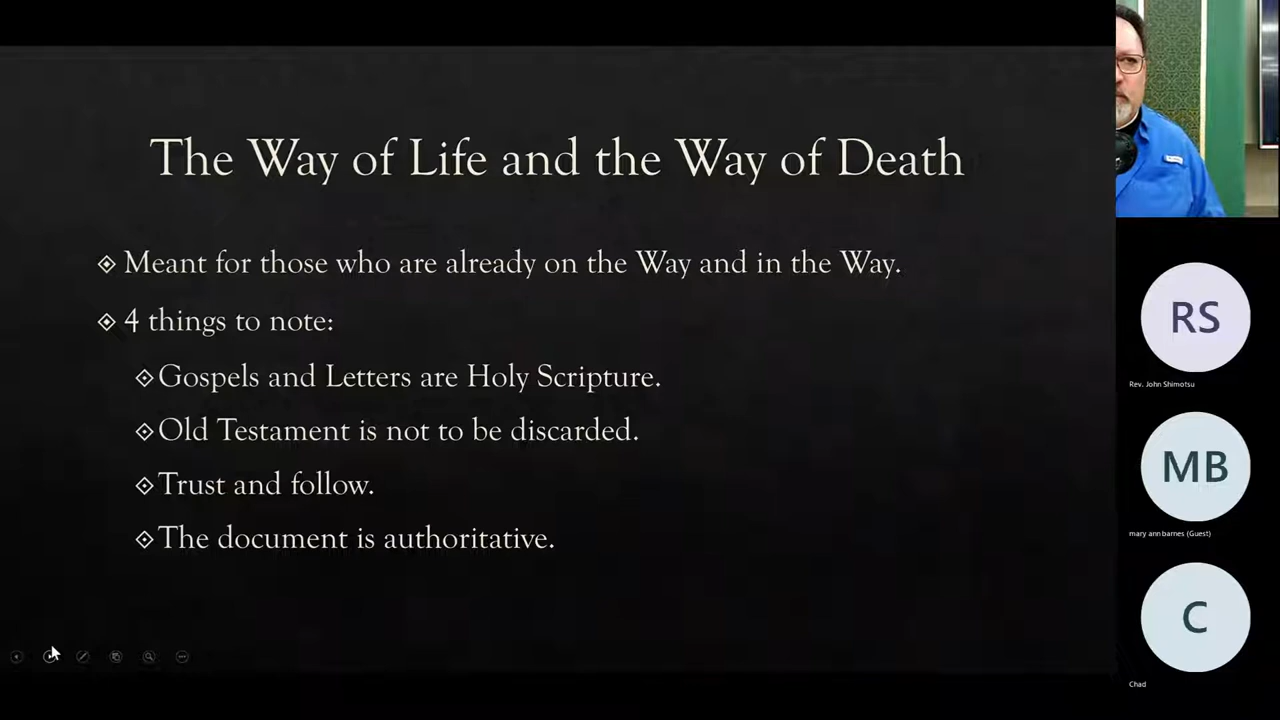 The Way of Life and the Way of Death
Meant for those who are already on the Way and in the Way.
4 things to note:
Gospels and Letters are Holy Scripture.
Old Testament is not to be discarded.
Trust and follow.
The document is authoritative.
RS
Rev. John Shimotsu
MB
mary ann barnes (Guest)
C
Chad